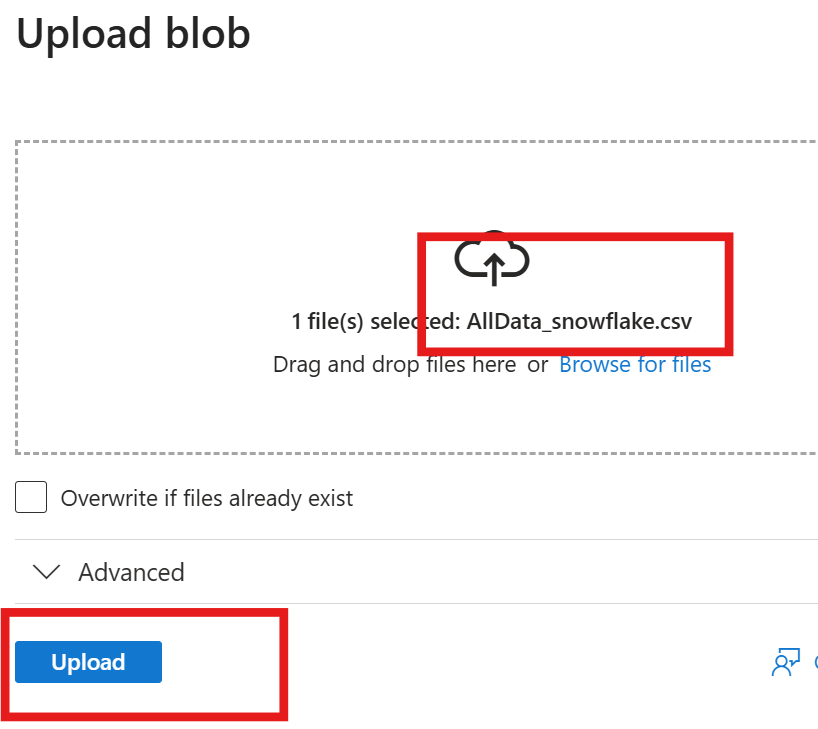 Upload blob
1 file(s) selected: AllData_snowflake.csv
Drag and drop files here or Browse for files
Overwrite if files already exist
Advanced
Upload